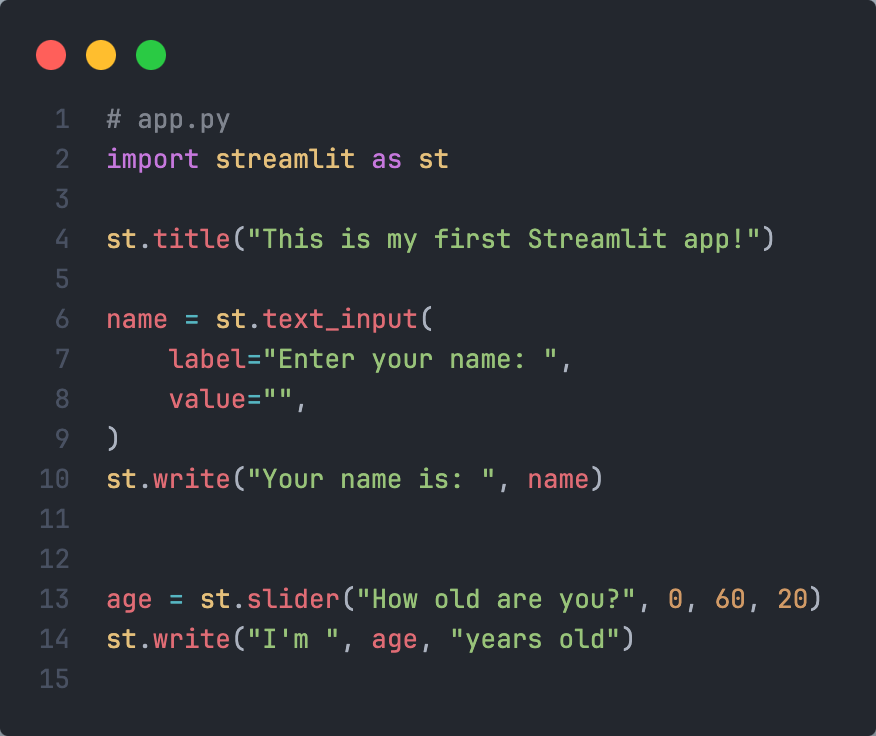 1 # app.py
2 import streamlit as st
3
4 st.title("This is my first Streamlit app!")
5
6 name = st.text_input(
7     label="Enter your name: ",
8     value="",
9 )
10 st.write("Your name is: ", name)
11
12
13 age = st.slider("How old are you?", 0, 60, 20)
14 st.write("I'm ", age, "years old")
15